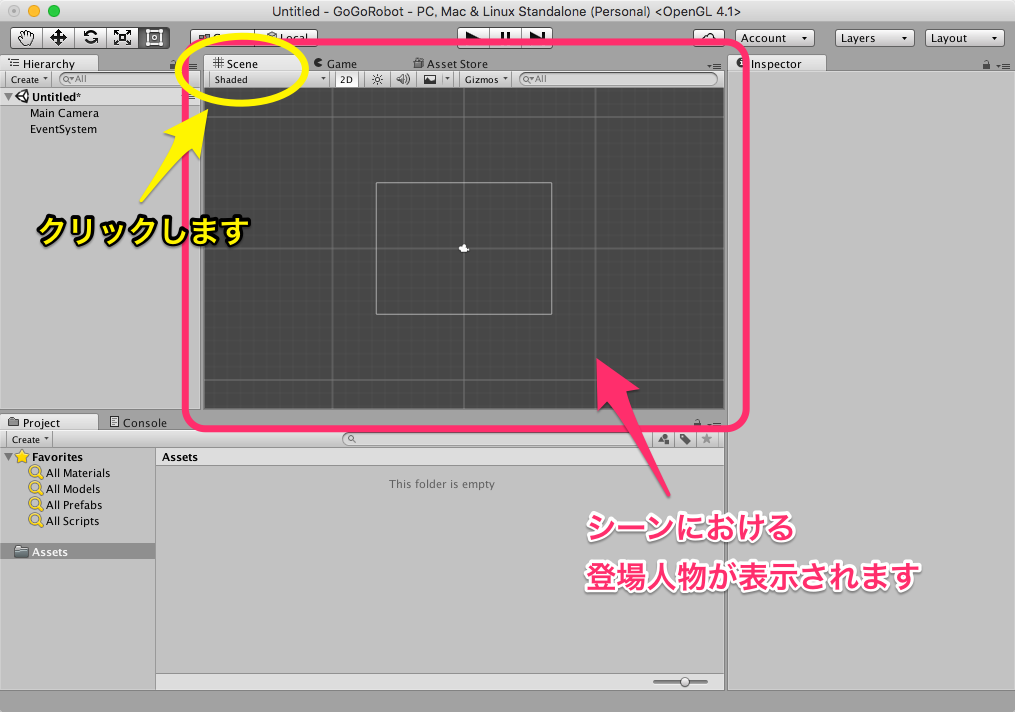 Untitled - GoGoRobot - PC, Mac & Linux Standalone (Personal) <OpenGL 4.1>
Local
Account
Layers
Layout
Hierarchy
Scene
Game
Asset Store
Inspector
Create
All
Shaded
2D
Gizmos
All
Untitled*
Main Camera
EventSystem
クリックします
Project
Console
Create
Favorites
Assets
All Materials
This folder is empty
All Models
All Prefabs
All Scripts
シーンにおける
Assets
登場人物が表示されます